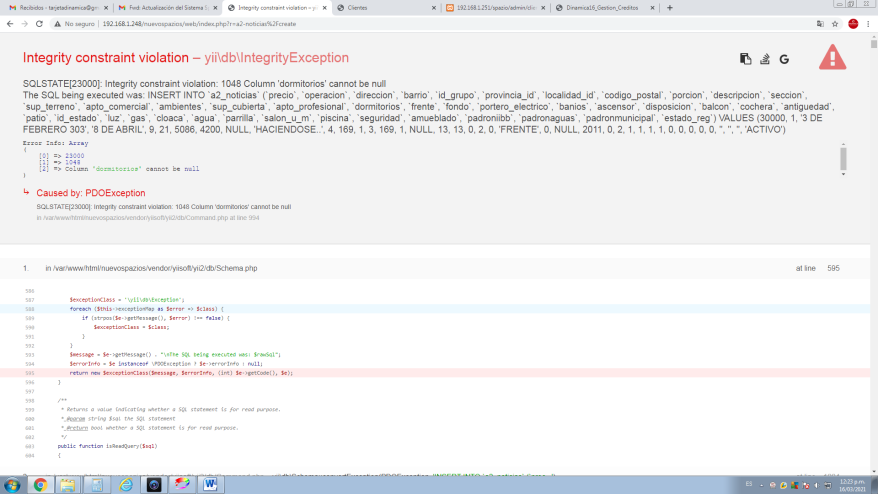 Recibidos - tarjetadinamica@gm
Fwd: Actualización del Sistema S
Integrity constraint violation – yi
Clientes
192.168.1.251/spazio/admin/clie
Dinamica16_Gestion_Creditos
No seguro | 192.168.1.248/nuevospazios/web/index.php?r=a2-noticias%2Fcreate
Integrity constraint violation – yii\db\IntegrityException
SQLSTATE[23000]: Integrity constraint violation: 1048 Column 'dormitorios' cannot be null
The SQL being executed was: INSERT INTO `a2_noticias` (`precio`, `operacion`, `direccion`, `barrio`, `id_grupo`, `provincia_id`, `localidad_id`, `codigo_postal`, `porcion`, `descripcion`, `seccion`,
`sup_terreno`, `apto_comercial`, `ambientes`, `sup_cubierta`, `apto_profesional`, `dormitorios`, `frente`, `fondo`, `portero_electrico`, `banios`, `ascensor`, `disposicion`, `balcon`, `cochera`, `antiguedad`,
`patio`, `id_estado`, `luz`, `gas`, `cloaca`, `agua`, `parrilla`, `salon_u_m`, `piscina`, `seguridad`, `amueblado`, `padroniibb`, `padronaguas`, `padronmunicipal`, `estado_reg`) VALUES (30000, 1, '3 DE
FEBRERO 303', '8 DE ABRIL', 9, 21, 5086, 4200, NULL, 'HACIENDOSE..', 4, 169, 1, 3, 169, 1, NULL, 13, 13, 0, 2, 0, 'FRENTE', 0, NULL, 2011, 0, 2, 1, 1, 1, 1, 0, 0, 0, 0, 0, '', '', '', 'ACTIVO')
Error Info: Array
(
[0] => 23000
[1] => 1048
[2] => Column 'dormitorios' cannot be null
)
Caused by: PDOException
SQLSTATE[23000]: Integrity constraint violation: 1048 Column 'dormitorios' cannot be null
in /var/www/html/nuevospazios/vendor/yiisoft/yii2/db/Command.php at line 994
1. in /var/www/html/nuevospazios/vendor/yiisoft/yii2/db/Schema.php at line 595
586
587 $exceptionClass = '\yii\db\Exception';
588 foreach ($this->exceptionMap as $error => $class) {
589 if (strpos($e->getMessage(), $error) !== false) {
590 $exceptionClass = $class;
591 }
592 }
593 $message = $e->getMessage() . "\nThe SQL being executed was: $rawSql";
594 $errorInfo = $e instanceof \PDOException ? $e->errorInfo : null;
595 return new $exceptionClass($message, $errorInfo, (int) $e->getCode(), $e);
596 }
597
598 /**
599 * Returns a value indicating whether a SQL statement is for read purpose.
600 * @param string $sql the SQL statement
601 * @return bool whether a SQL statement is for read purpose.
602 */
603 public function isReadQuery($sql)
604 {
ES
12:23 p.m.
16/03/2021